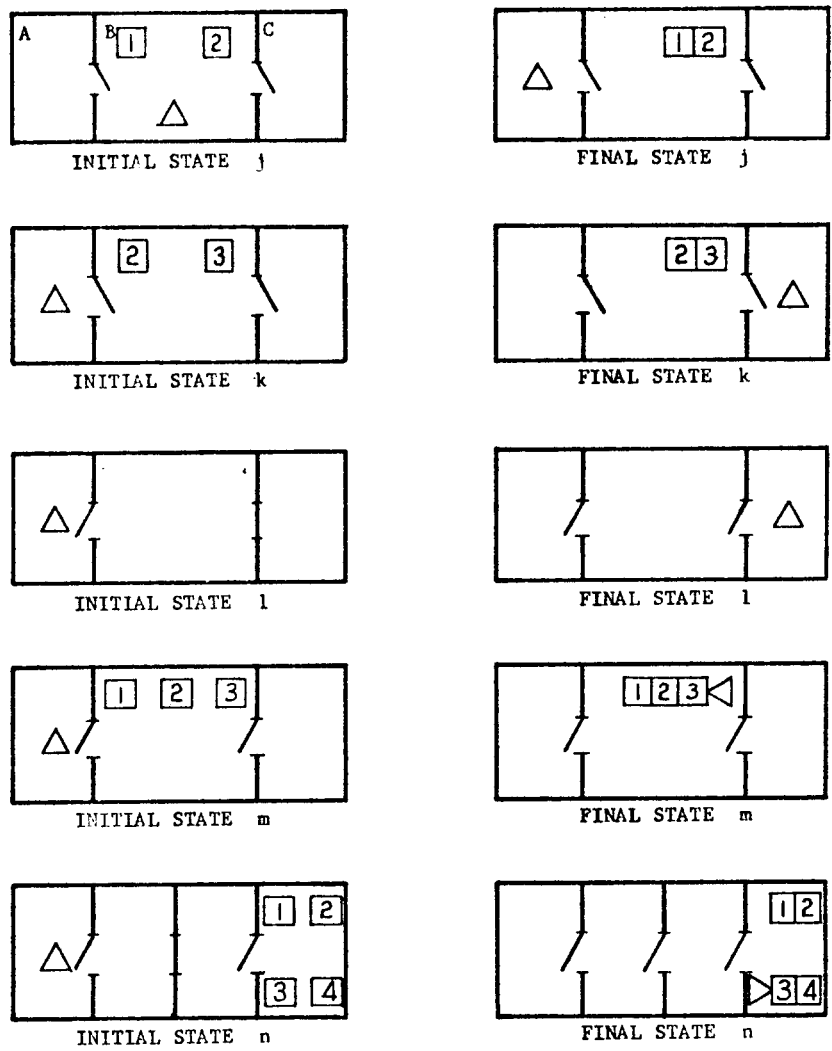 A B 1 2 C
1 2
INITIAL STATE j
FINAL STATE j
2 3
2 3
INITIAL STATE k
FINAL STATE k
INITIAL STATE l
FINAL STATE l
1 2 3
1 2 3
INITIAL STATE m
FINAL STATE m
1 2
3 4
1 2
3 4
INITIAL STATE n
FINAL STATE n